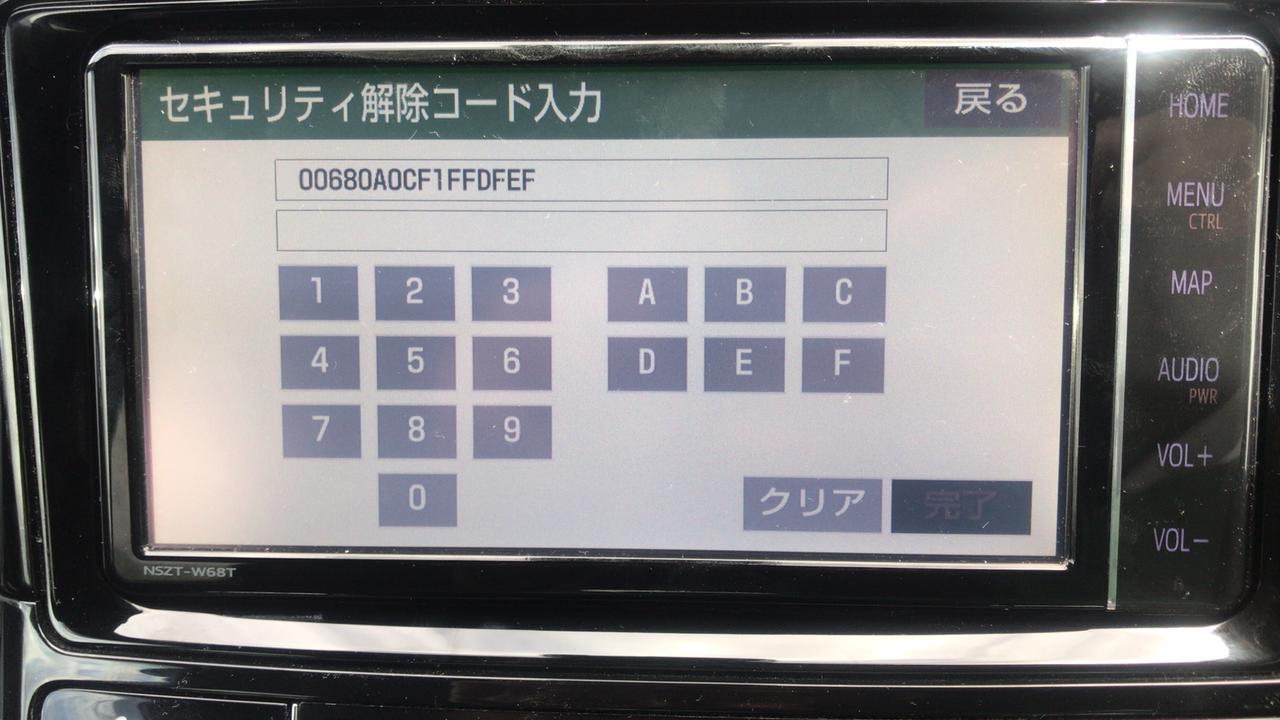 セキュリティ解除コード入力 戻る
00680A0CF1FFDFEF
1 2 3 A B C
4 5 6 D E F
7 8 9
0 クリア 完了
NSZT-W68T
HOME
MENU
CTRL
MAP
AUDIO
PWR
VOL+
VOL-